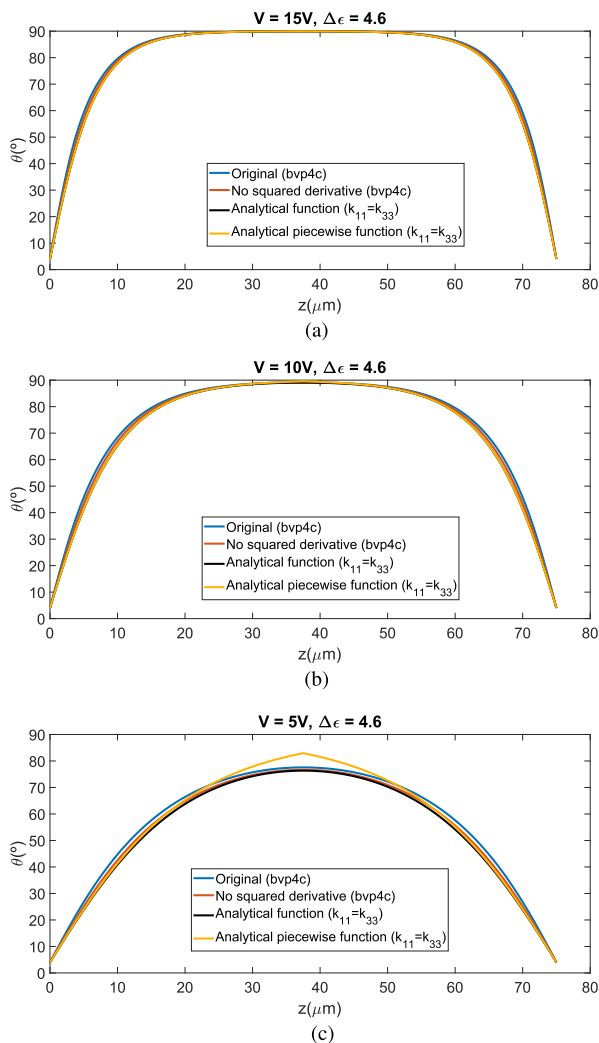 V = 15V, Δϵ = 4.6
90
80
70
60
50
40
30
20
10
0
θ(º)
Original (bvp4c)
No squared derivative (bvp4c)
Analytical function (k11=k33)
Analytical piecewise function (k11=k33)
0 10 20 30 40 50 60 70 80
z(μm)
(a)
V = 10V, Δϵ = 4.6
90
80
70
60
50
40
30
20
10
0
θ(º)
Original (bvp4c)
No squared derivative (bvp4c)
Analytical function (k11=k33)
Analytical piecewise function (k11=k33)
0 10 20 30 40 50 60 70 80
z(μm)
(b)
V = 5V, Δϵ = 4.6
90
80
70
60
50
40
30
20
10
0
θ(º)
Original (bvp4c)
No squared derivative (bvp4c)
Analytical function (k11=k33)
Analytical piecewise function (k11=k33)
0 10 20 30 40 50 60 70 80
z(μm)
(c)